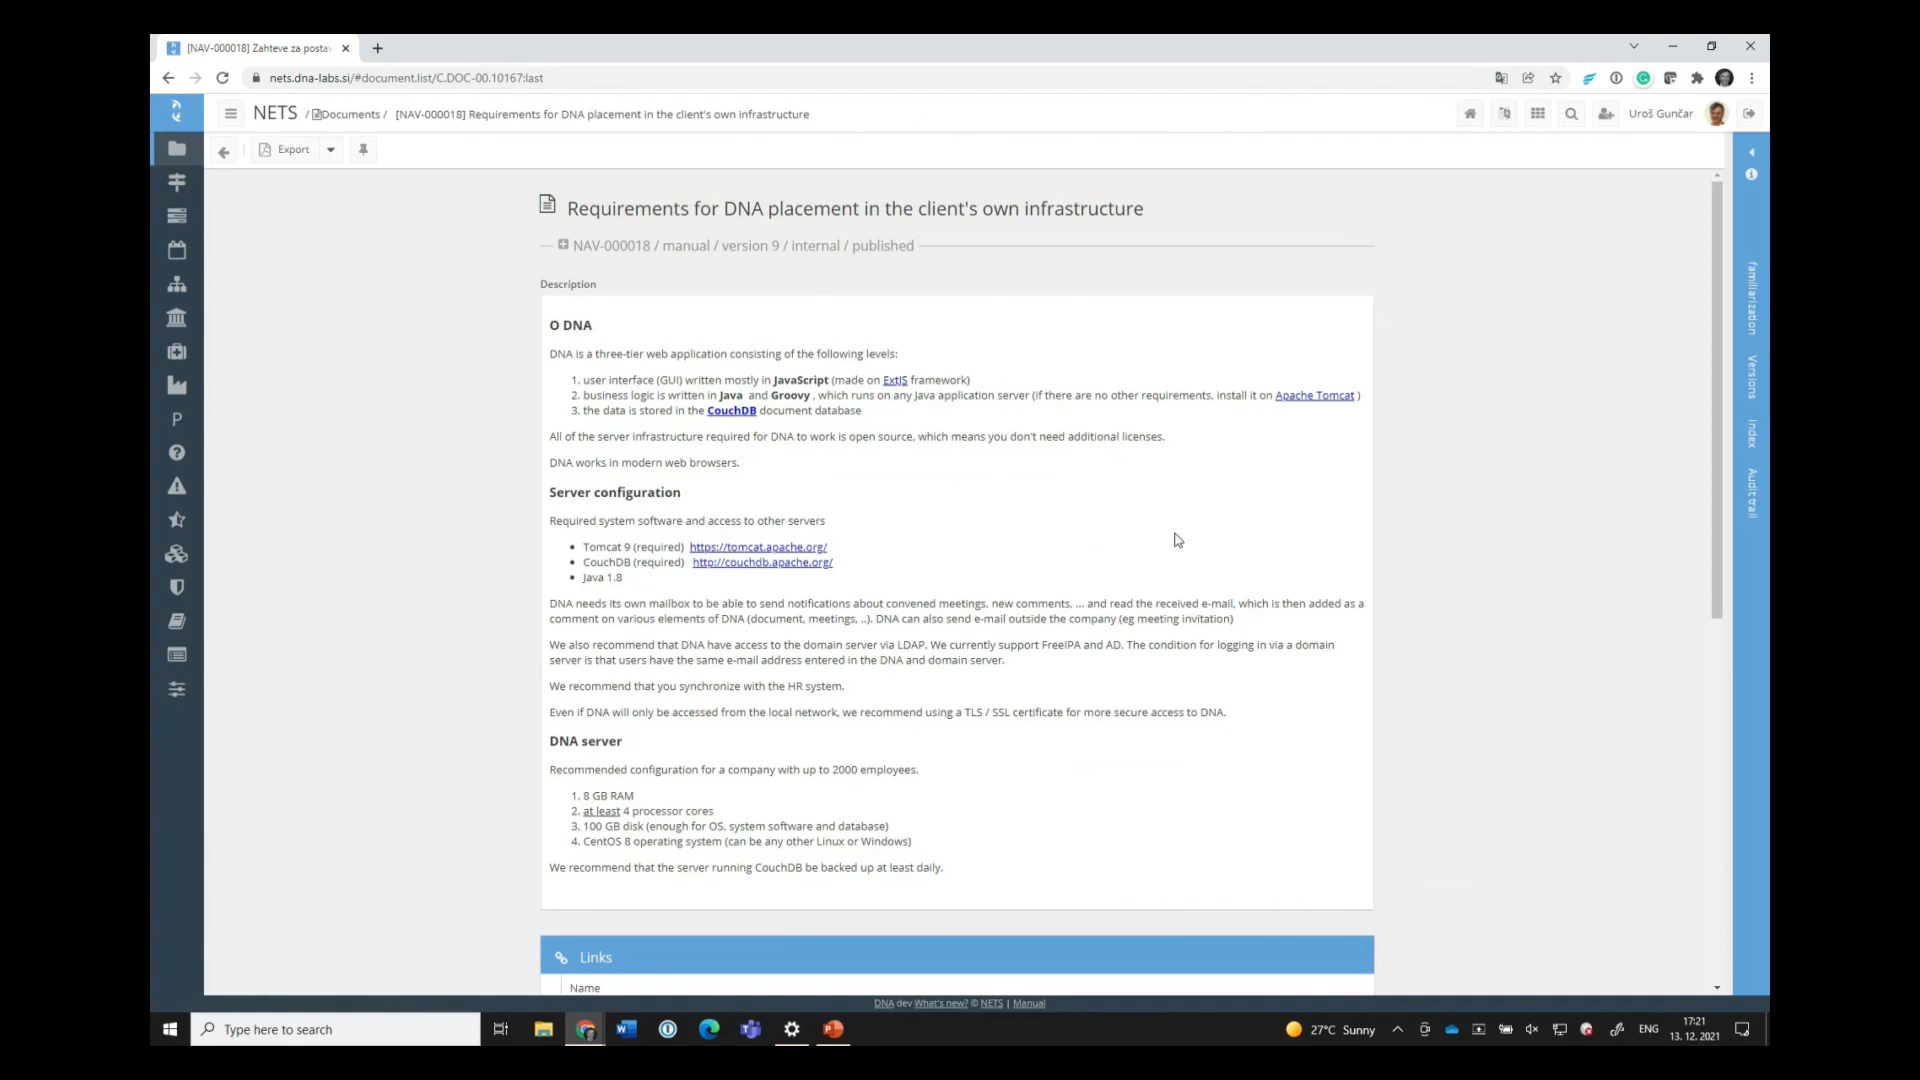 [NAV-000018] Zahteve za postav
nets.dna-labs.si/#document.list/C.DOC-00.10167:last
NETS / Documents / [NAV-000018] Requirements for DNA placement in the client's own infrastructure
Uroš Gunčar
Export
Requirements for DNA placement in the client's own infrastructure
NAV-000018 / manual / version 9 / internal / published
Description
O DNA
DNA is a three-tier web application consisting of the following levels:
1. user interface (GUI) written mostly in JavaScript (made on ExtJS framework)
2. business logic is written in Java and Groovy , which runs on any Java application server (if there are no other requirements, install it on Apache Tomcat )
3. the data is stored in the CouchDB document database
All of the server infrastructure required for DNA to work is open source, which means you don't need additional licenses.
DNA works in modern web browsers.
Server configuration
Required system software and access to other servers
• Tomcat 9 (required) https://tomcat.apache.org/
• CouchDB (required) http://couchdb.apache.org/
• Java 1.8
DNA needs its own mailbox to be able to send notifications about convened meetings, new comments, ... and read the received e-mail, which is then added as a
comment on various elements of DNA (document, meetings, ..). DNA can also send e-mail outside the company (eg meeting invitation)
We also recommend that DNA have access to the domain server via LDAP. We currently support FreeIPA and AD. The condition for logging in via a domain
server is that users have the same e-mail address entered in the DNA and domain server.
We recommend that you synchronize with the HR system.
Even if DNA will only be accessed from the local network, we recommend using a TLS / SSL certificate for more secure access to DNA.
DNA server
Recommended configuration for a company with up to 2000 employees.
1. 8 GB RAM
2. at least 4 processor cores
3. 100 GB disk (enough for OS, system software and database)
4. CentOS 8 operating system (can be any other Linux or Windows)
We recommend that the server running CouchDB be backed up at least daily.
Links
Name
familiarization
Versions
Index
Audit trail
P
DNA dev What's new? © NETS | Manual
Type here to search
27°C Sunny
ENG
17:21
13. 12. 2021